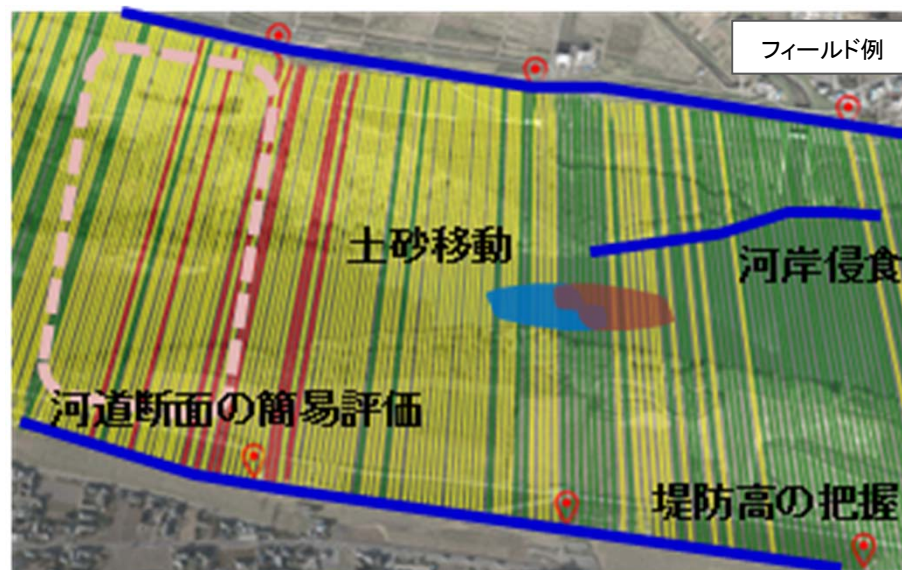 フィールド例
土砂移動
河岸侵食
河道断面の簡易評価
堤防高の把握